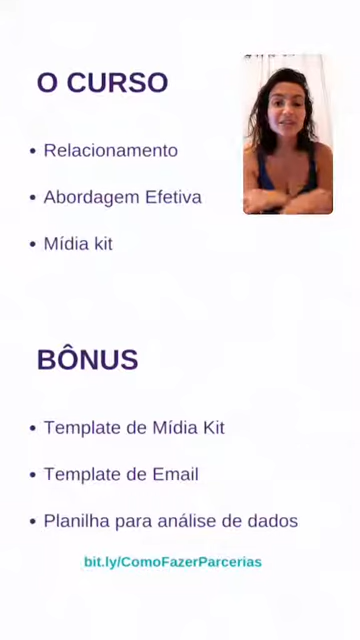 O CURSO
Relacionamento
Abordagem Efetiva
Mídia kit
BÔNUS
Template de Mídia Kit
Template de Email
Planilha para análise de dados
bit.ly/ComoFazerParcerias